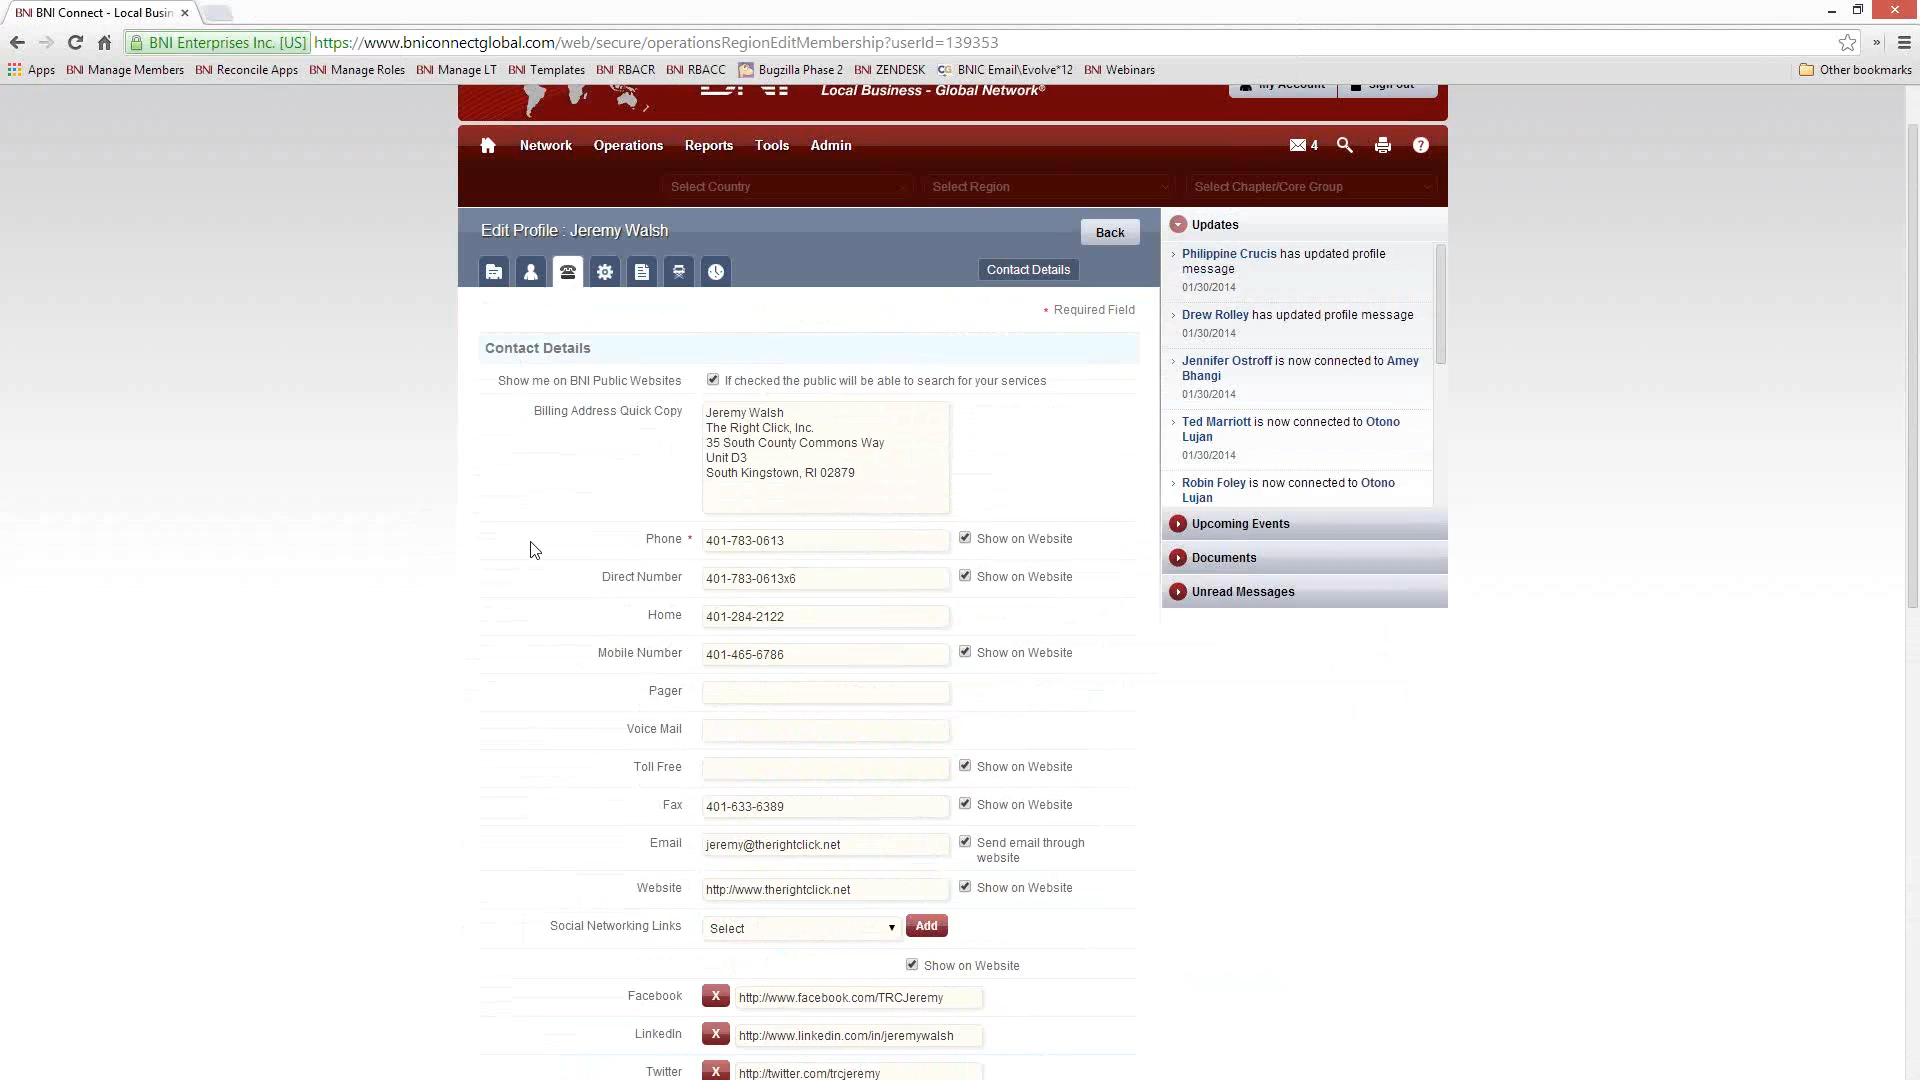 BNI BNI Connect - Local Busin
BNI Enterprises Inc. [US] https://www.bniconnectglobal.com/web/secure/operationsRegionEditMembership?userId=139353
Apps BNI Manage Members BNI Reconcile Apps BNI Manage Roles BNI Manage LT BNI Templates BNI RBACR BNI RBACC Bugzilla Phase 2 BNI ZENDESK CG BNIC Email\Evolve*12 BNI Webinars Other bookmarks
BNI Local Business - Global Network® My Account Sign out
Network Operations Reports Tools Admin 4
Select Country Select Region Select Chapter/Core Group
Edit Profile : Jeremy Walsh Back
Contact Details
* Required Field
Contact Details
Show me on BNI Public Websites If checked the public will be able to search for your services
Billing Address Quick Copy Jeremy Walsh
The Right Click, Inc.
35 South County Commons Way
Unit D3
South Kingstown, RI 02879
Phone * 401-783-0613 Show on Website
Direct Number 401-783-0613x6 Show on Website
Home 401-284-2122
Mobile Number 401-465-6786 Show on Website
Pager
Voice Mail
Toll Free Show on Website
Fax 401-633-6389 Show on Website
Email jeremy@therightclick.net Send email through
website
Website http://www.therightclick.net Show on Website
Social Networking Links Select Add
Show on Website
Facebook X http://www.facebook.com/TRCJeremy
LinkedIn X http://www.linkedin.com/in/jeremywalsh
Twitter X http://twitter.com/trcjeremy
Updates
Philippine Crucis has updated profile
message
01/30/2014
Drew Rolley has updated profile message
01/30/2014
Jennifer Ostroff is now connected to Amey
Bhangi
01/30/2014
Ted Marriott is now connected to Otono
Lujan
01/30/2014
Robin Foley is now connected to Otono
Lujan
Upcoming Events
Documents
Unread Messages